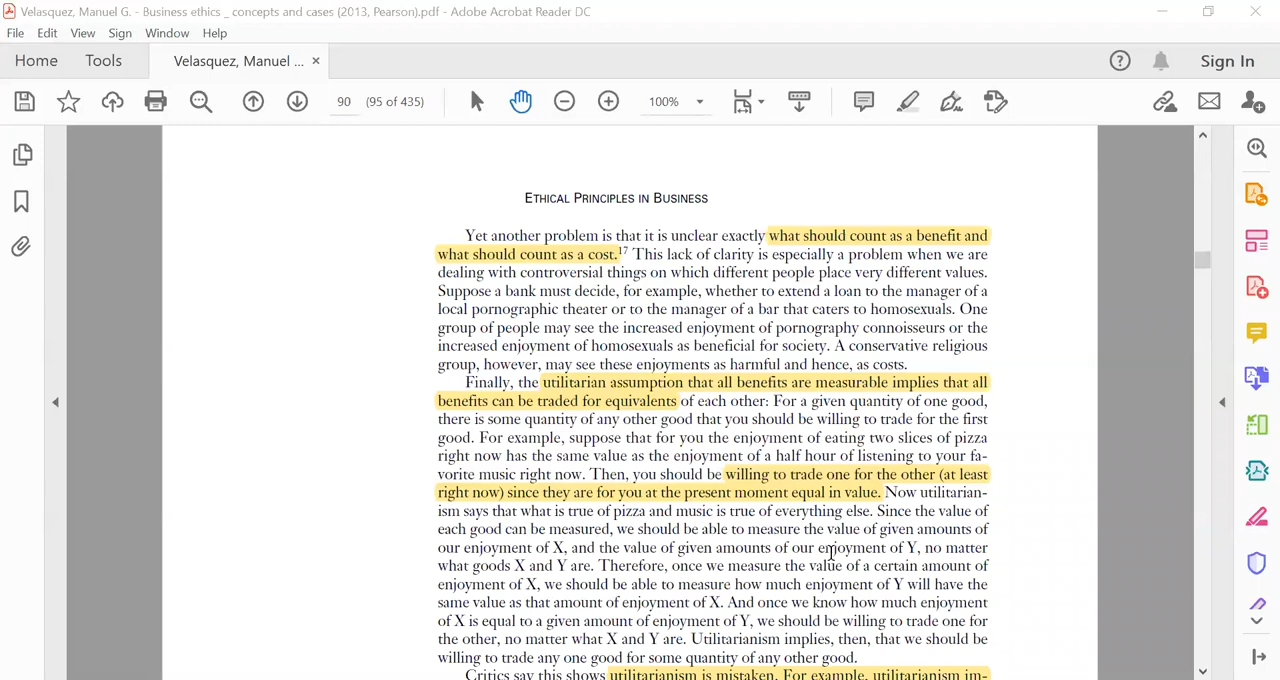 Velasquez, Manuel G. - Business ethics _ concepts and cases (2013, Pearson).pdf - Adobe Acrobat Reader DC
File Edit View Sign Window Help
Home Tools Velasquez, Manuel ... × Sign In
90 (95 of 435) 100%
ETHICAL PRINCIPLES IN BUSINESS
Yet another problem is that it is unclear exactly what should count as a benefit and
what should count as a cost.17 This lack of clarity is especially a problem when we are
dealing with controversial things on which different people place very different values.
Suppose a bank must decide, for example, whether to extend a loan to the manager of a
local pornographic theater or to the manager of a bar that caters to homosexuals. One
group of people may see the increased enjoyment of pornography connoisseurs or the
increased enjoyment of homosexuals as beneficial for society. A conservative religious
group, however, may see these enjoyments as harmful and hence, as costs.
Finally, the utilitarian assumption that all benefits are measurable implies that all
benefits can be traded for equivalents of each other: For a given quantity of one good,
there is some quantity of any other good that you should be willing to trade for the first
good. For example, suppose that for you the enjoyment of eating two slices of pizza
right now has the same value as the enjoyment of a half hour of listening to your fa-
vorite music right now. Then, you should be willing to trade one for the other (at least
right now) since they are for you at the present moment equal in value. Now utilitarian-
ism says that what is true of pizza and music is true of everything else. Since the value of
each good can be measured, we should be able to measure the value of given amounts of
our enjoyment of X, and the value of given amounts of our enjoyment of Y, no matter
what goods X and Y are. Therefore, once we measure the value of a certain amount of
enjoyment of X, we should be able to measure how much enjoyment of Y will have the
same value as that amount of enjoyment of X. And once we know how much enjoyment
of X is equal to a given amount of enjoyment of Y, we should be willing to trade one for
the other, no matter what X and Y are. Utilitarianism implies, then, that we should be
willing to trade any one good for some quantity of any other good.
Critics say this shows utilitarianism is mistaken. For example, utilitarianism im-